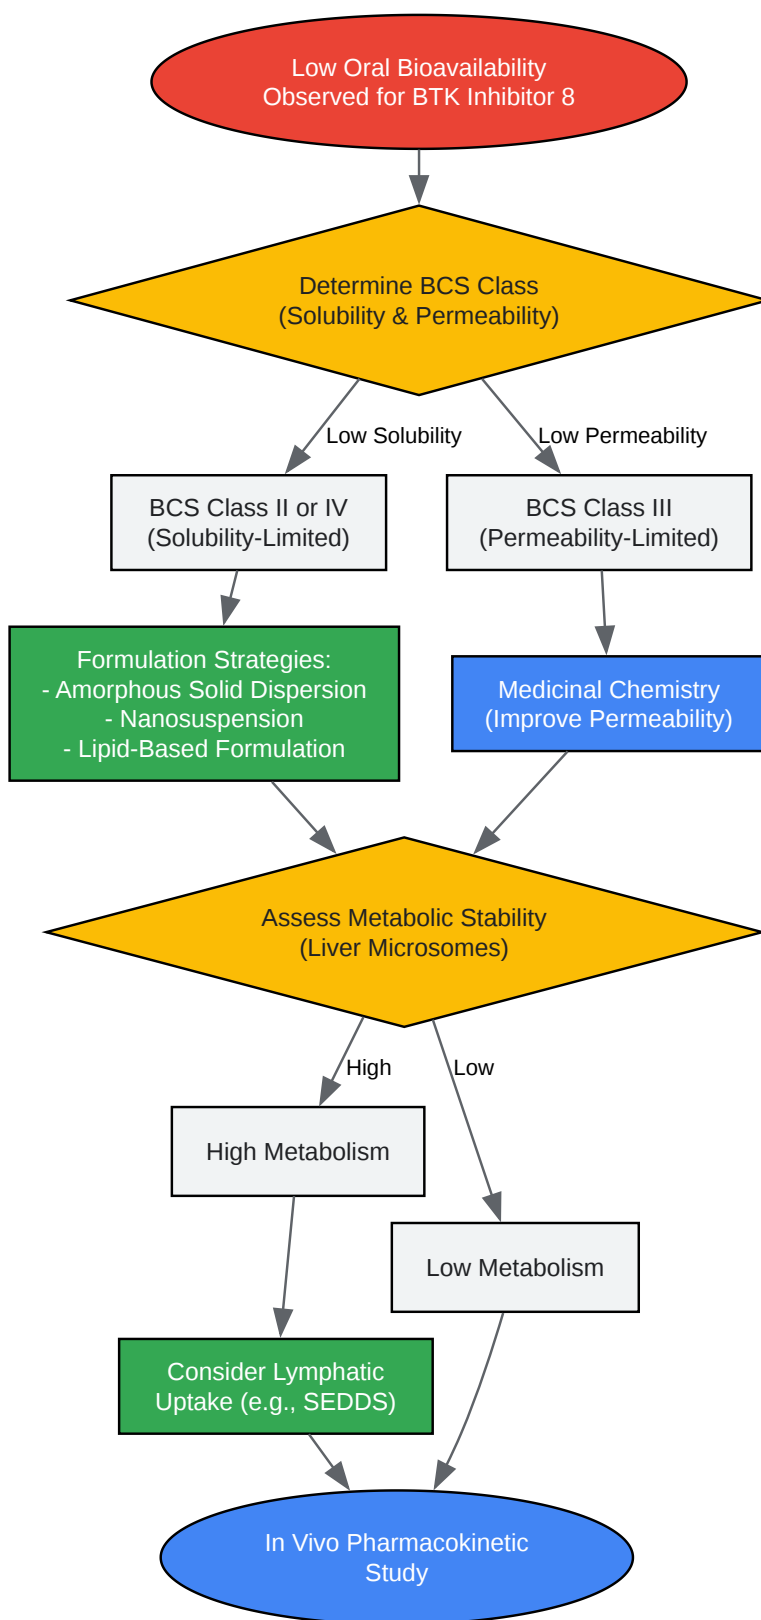 Low Oral Bioavailability
Observed for BTK Inhibitor 8
Determine BCS Class
(Solubility & Permeability)
Low Solubility
Low Permeability
BCS Class II or IV
(Solubility-Limited)
BCS Class III
(Permeability-Limited)
Formulation Strategies:
- Amorphous Solid Dispersion
- Nanosuspension
- Lipid-Based Formulation
Medicinal Chemistry
(Improve Permeability)
Assess Metabolic Stability
(Liver Microsomes)
High
Low
High Metabolism
Low Metabolism
Consider Lymphatic
Uptake (e.g., SEDDS)
In Vivo Pharmacokinetic
Study